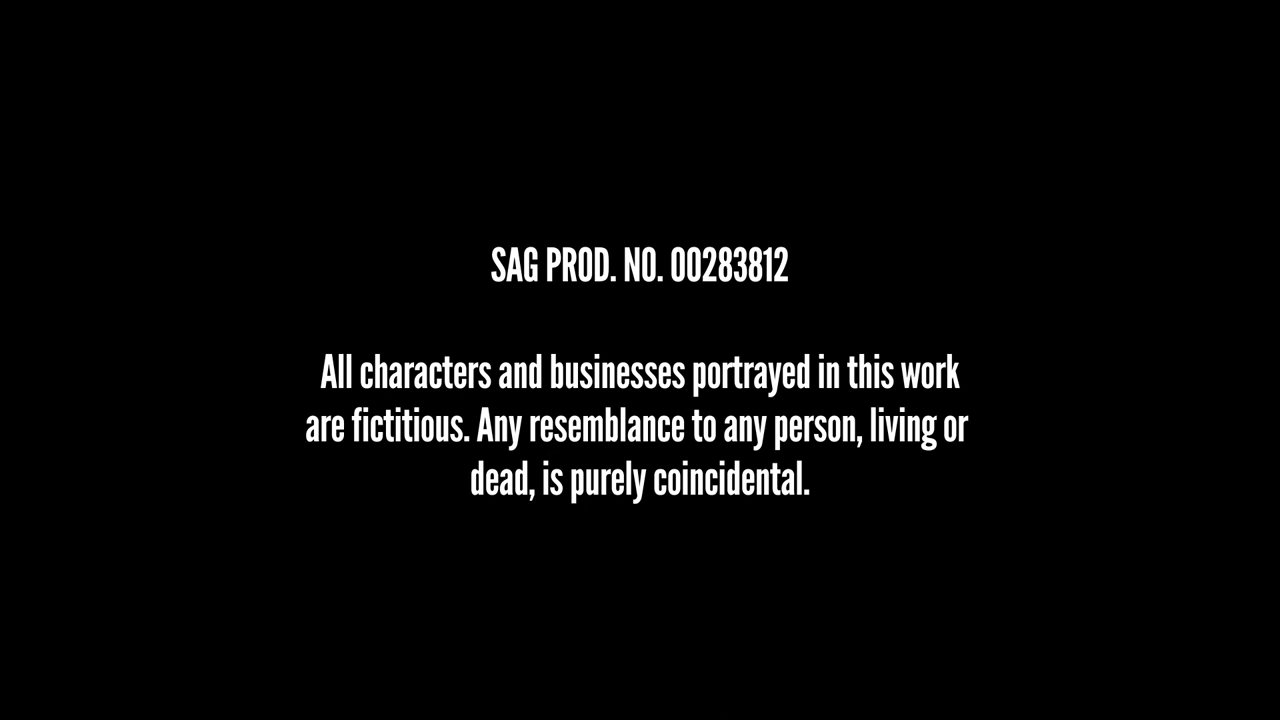 SAG PROD. NO. 00283812
All characters and businesses portrayed in this work
are fictitious. Any resemblance to any person, living or
dead, is purely coincidental.